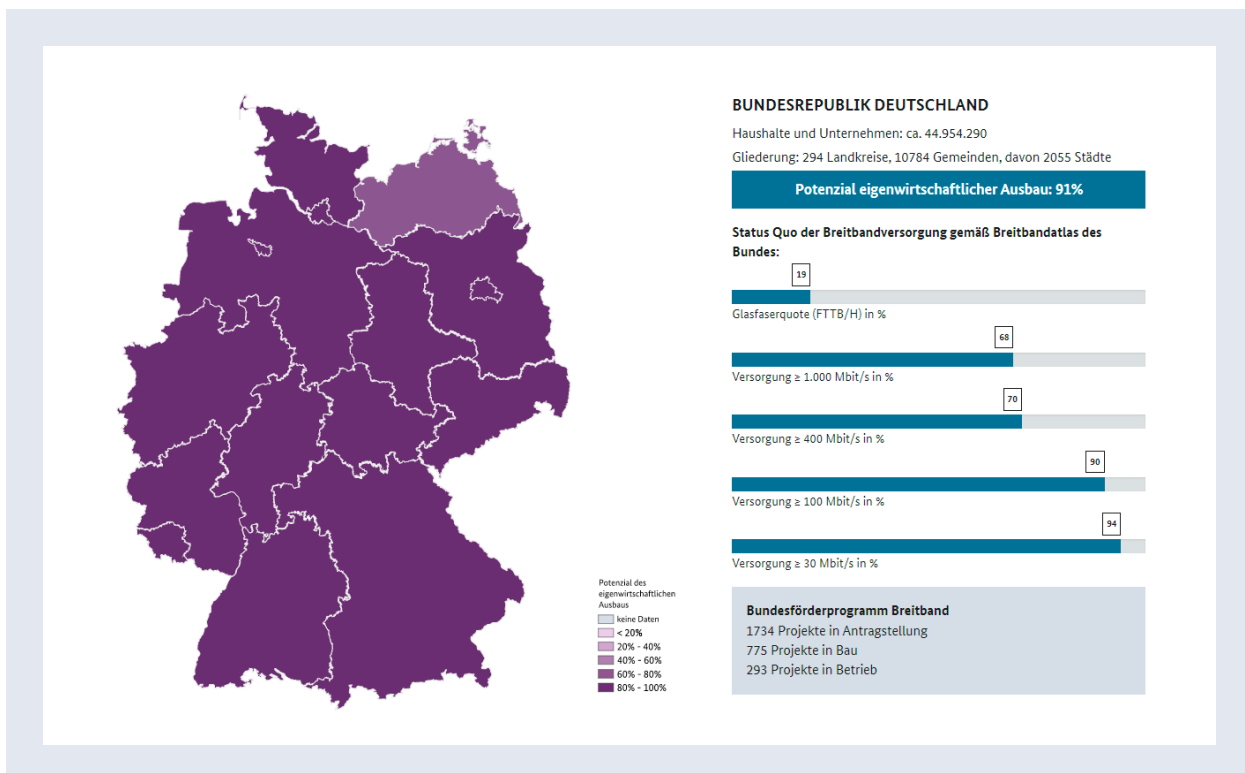 BUNDESREPUBLIK DEUTSCHLAND
Haushalte und Unternehmen: ca. 44.954.290
Gliederung: 294 Landkreise, 10784 Gemeinden, davon 2055 Städte
Potenzial eigenwirtschaftlicher Ausbau: 91%
Status Quo der Breitbandversorgung gemäß Breitbandatlas des
Bundes:
19
Glasfaserquote (FTTB/H) in %
68
Versorgung ≥ 1.000 Mbit/s in %
70
Versorgung ≥ 400 Mbit/s in %
90
Versorgung ≥ 100 Mbit/s in %
94
Versorgung ≥ 30 Mbit/s in %
Potenzial des
eigenwirtschaftlichen
Ausbaus
keine Daten
< 20%
20% - 40%
40% - 60%
60% - 80%
80% - 100%
Bundesförderprogramm Breitband
1734 Projekte in Antragstellung
775 Projekte in Bau
293 Projekte in Betrieb